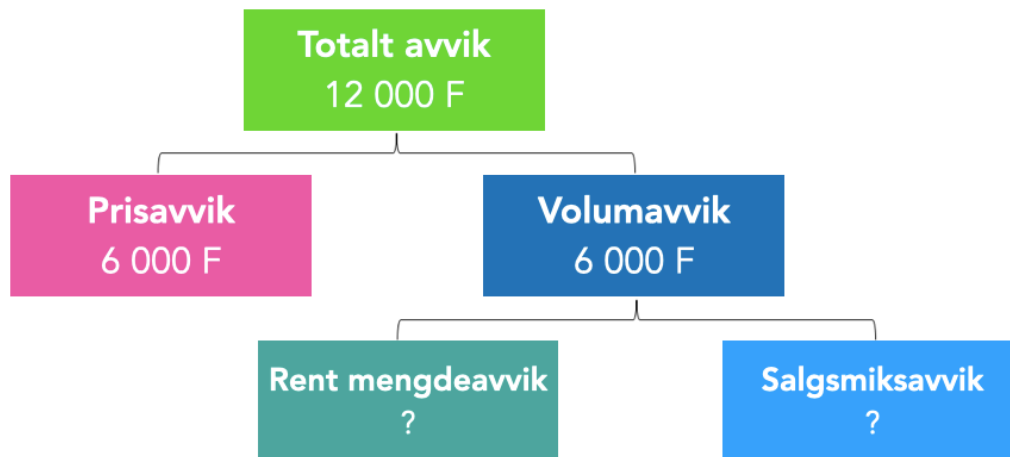 Totalt avvik
12 000 F
Prisavvik
6 000 F
Volumavvik
6 000 F
Rent mengdeavvik
?
Salgsmiksavvik
?